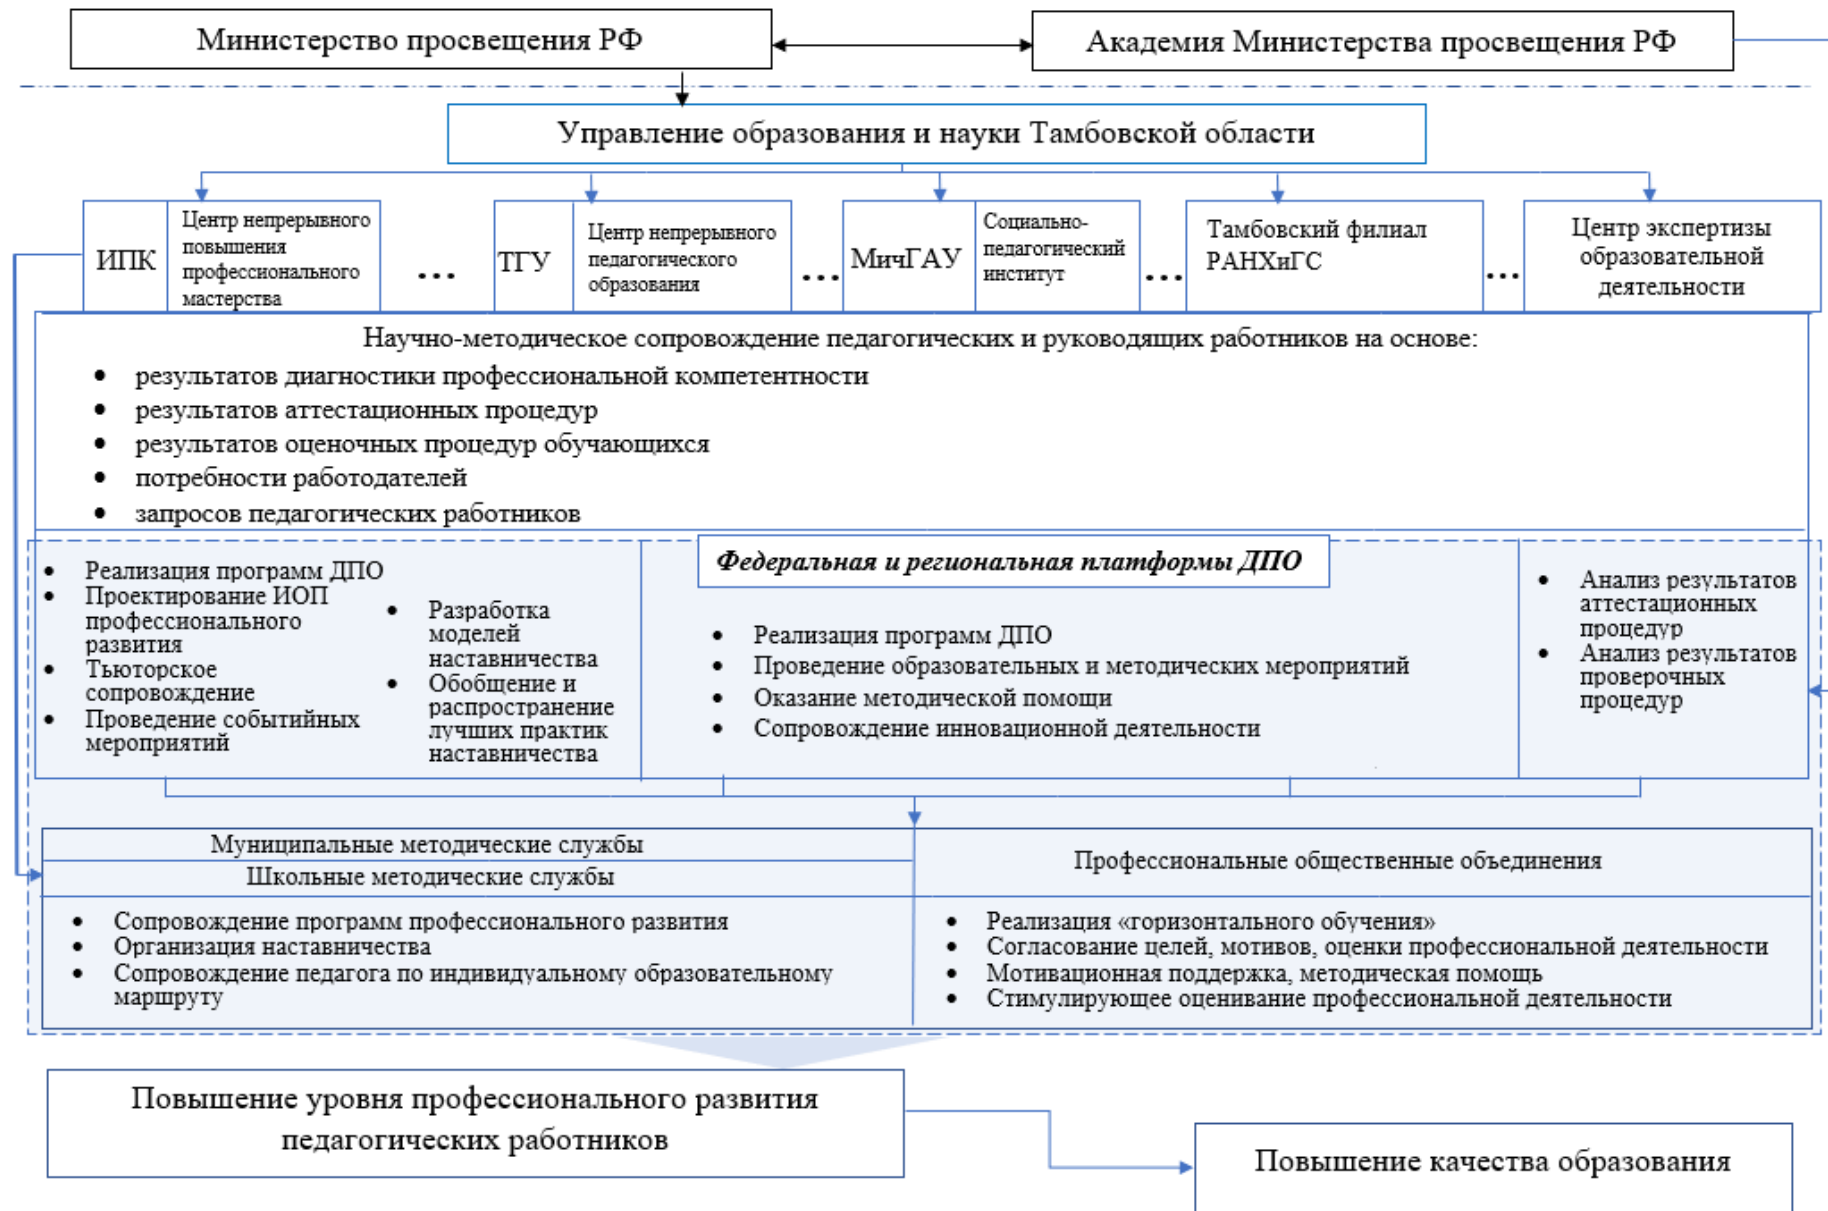 Министерство просвещения РФ
Академия Министерства просвещения РФ
Управление образования и науки Тамбовской области
ИПК
Центр непрерывного
повышения
профессионального
мастерства
...
ТГУ
Центр непрерывного
педагогического
образования
...
МичГАУ
Социально-
педагогический
институт
...
Тамбовский филиал
РАНХиГС
...
Центр экспертизы
образовательной
деятельности
Научно-методическое сопровождение педагогических и руководящих работников на основе:
• результатов диагностики профессиональной компетентности
• результатов аттестационных процедур
• результатов оценочных процедур обучающихся
• потребности работодателей
• запросов педагогических работников
• Реализация программ ДПО
• Проектирование ИОП
профессионального
развития
• Тьюторское
сопровождение
• Проведение событийных
мероприятий
• Разработка
моделей
наставничества
• Обобщение и
распространение
лучших практик
наставничества
Федеральная и региональная платформы ДПО
• Реализация программ ДПО
• Проведение образовательных и методических мероприятий
• Оказание методической помощи
• Сопровождение инновационной деятельности
• Анализ результатов
аттестационных
процедур
• Анализ результатов
проверочных
процедур
Муниципальные методические службы
Школьные методические службы
• Сопровождение программ профессионального развития
• Организация наставничества
• Сопровождение педагога по индивидуальному образовательному
маршруту
Профессиональные общественные объединения
• Реализация «горизонтального обучения»
• Согласование целей, мотивов, оценки профессиональной деятельности
• Мотивационная поддержка, методическая помощь
• Стимулирующее оценивание профессиональной деятельности
Повышение уровня профессионального развития
педагогических работников
Повышение качества образования